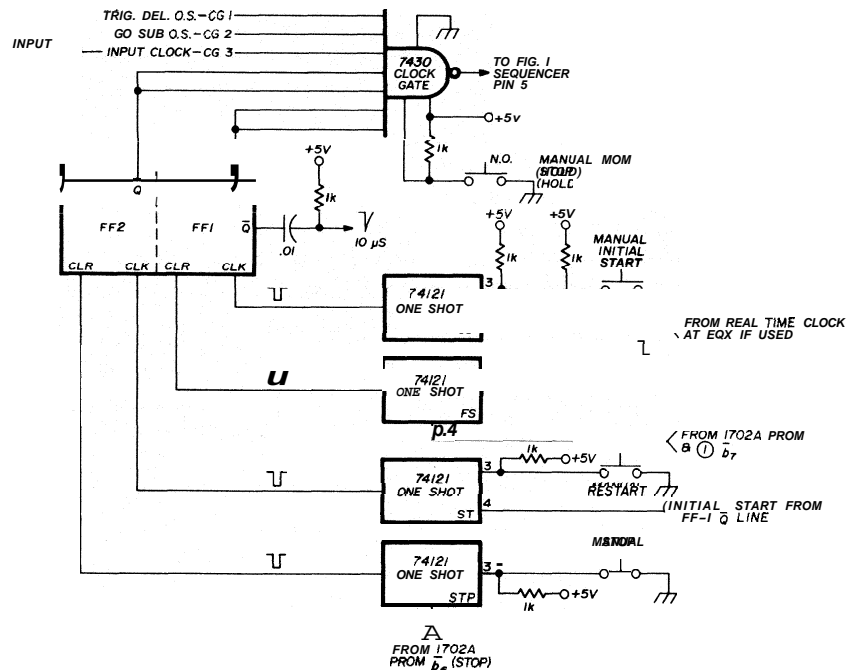 TRIG. DEL. O.S.-CG 1
GO SUB O.S.-CG 2
INPUT
INPUT CLOCK-CG 3
7430
CLOCK
GATE
TO FIG. 1
SEQUENCER
PIN 5
+5v
1k
N.O.
MANUAL MOM
(HOLD
+5V
1k
Q
FF2
FF1
Q̅
.01
10 µS
CLR
CLK
CLR
CLK
+5V
+5V
1k
1k
MANUAL
INITIAL
START
74121
ONE SHOT
3
FROM REAL TIME CLOCK
AT EQX IF USED
74121
ONE SHOT
FS
u
p.4
FROM 1702A PROM
a ① b̅7
74121
ONE SHOT
ST
3
4
1k
+5V
RESTART
(INITIAL START FROM
FF-1 Q̅ LINE
74121
ONE SHOT
STP
3
1k
+5V
A
FROM 1702A
PROM b̅6 (STOP)